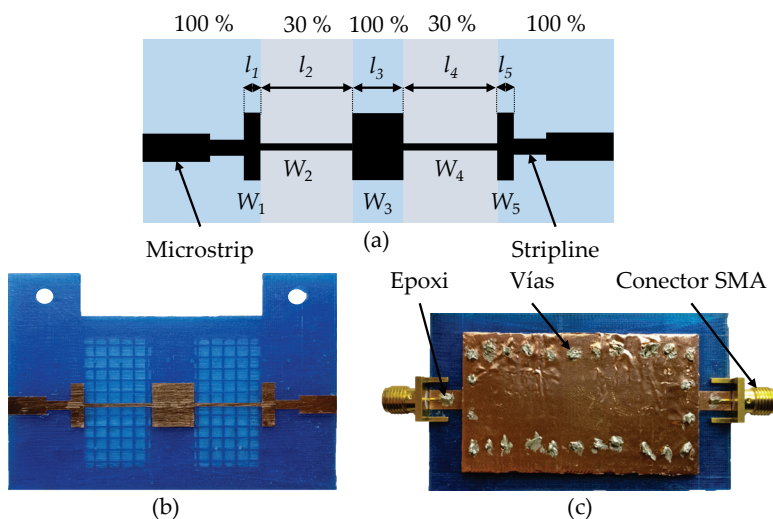 100 % 30 % 100 % 30 % 100 %
l₁ l₂ l₃ l₄ l₅
W₂ W₄
W₁ W₃ W₅
Microstrip (a) Stripline
Epoxi Vías Conector SMA
(b) (c)